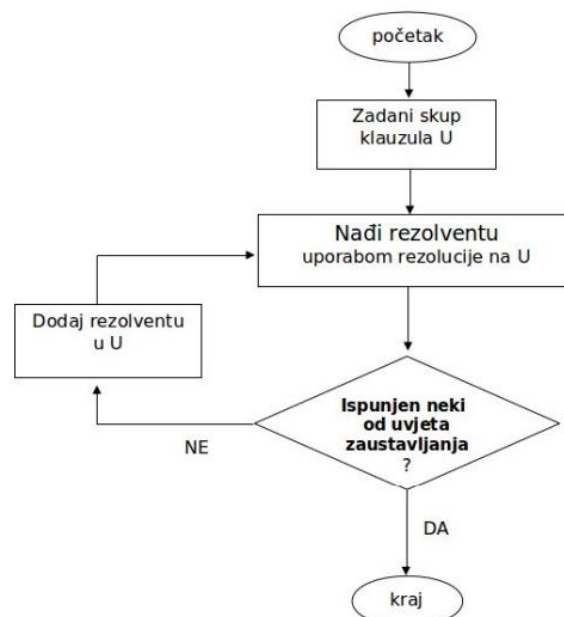 početak
Zadani skup
klauzula U
Nađi rezolventu
uporabom rezolucije na U
Dodaj rezolventu
u U
Ispunjen neki
od uvjeta
zaustavljanja
?
NE
DA
kraj